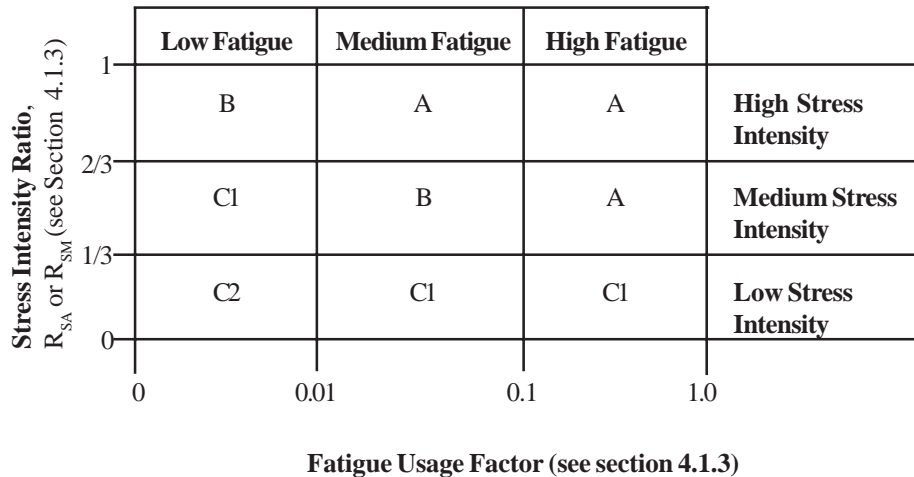 Low Fatigue Medium Fatigue High Fatigue
1
B A A High Stress
Intensity
2/3
C1 B A Medium Stress
Intensity
1/3
C2 C1 C1 Low Stress
Intensity
0
0 0.01 0.1 1.0
Stress Intensity Ratio,
R_SA or R_SM (see Section 4.1.3)
Fatigue Usage Factor (see section 4.1.3)